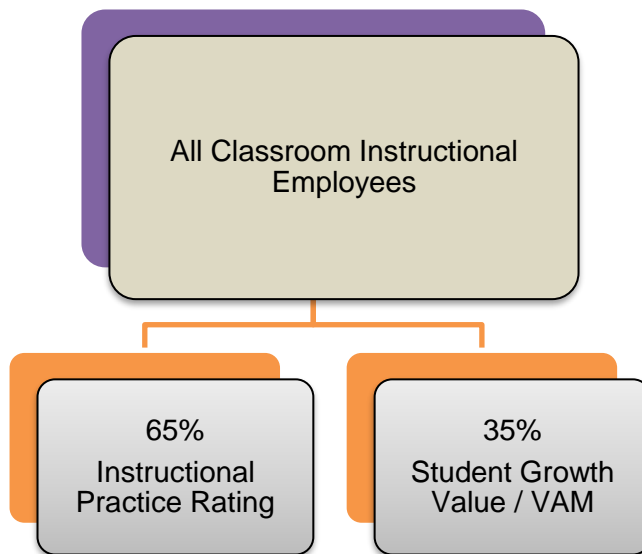 All Classroom Instructional
Employees
65%
Instructional
Practice Rating
35%
Student Growth
Value / VAM